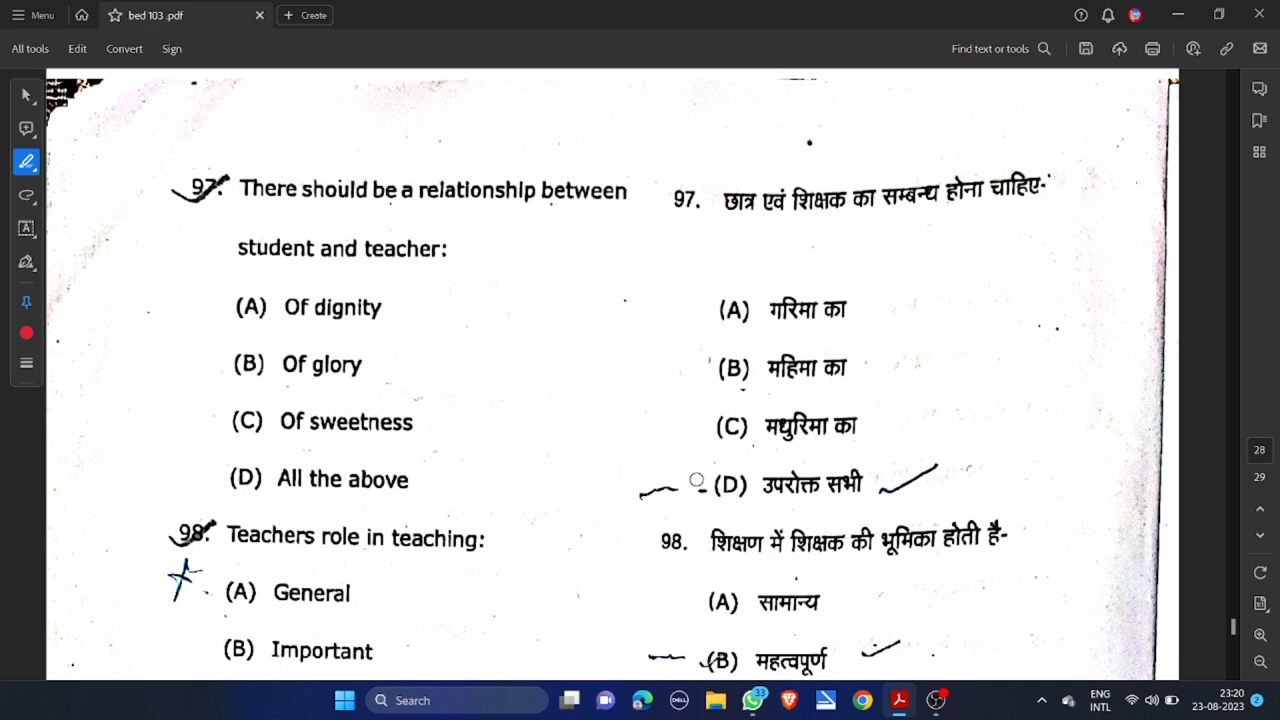 Menu
bed 103 .pdf
Create
All tools
Edit
Convert
Sign
Find text or tools
97. There should be a relationship between
student and teacher:
(A) Of dignity
(B) Of glory
(C) Of sweetness
(D) All the above
98. Teachers role in teaching:
(A) General
(B) Important
97. छात्र एवं शिक्षक का सम्बन्ध होना चाहिए-
(A) गरिमा का
(B) महिमा का
(C) मधुरिमा का
(D) उपरोक्त सभी
98. शिक्षण में शिक्षक की भूमिका होती है-
(A) सामान्य
(B) महत्वपूर्ण
28
29
Search
DELL
33
ENG
INTL
23:20
23-08-2023
2